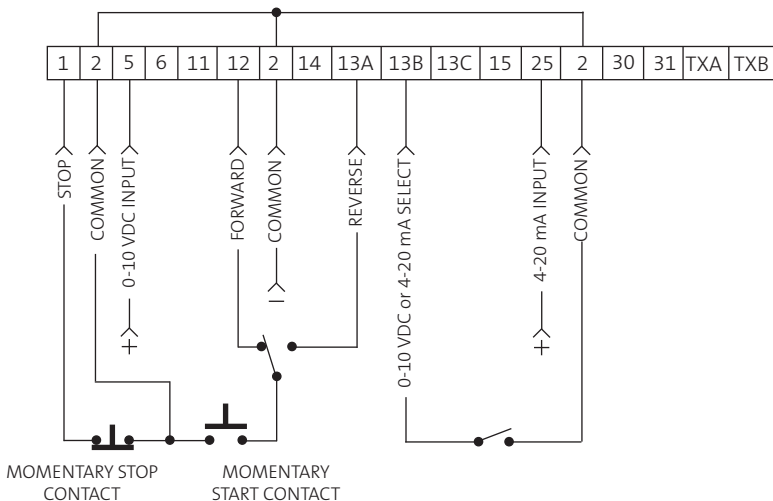 1 2 5 6 11 12 2 14 13A 13B 13C 15 25 2 30 31 TXA TXB
STOP
COMMON
0-10 VDC INPUT
+
FORWARD
COMMON
–
REVERSE
0-10 VDC or 4-20 mA SELECT
4-20 mA INPUT
+
COMMON
MOMENTARY STOP
CONTACT
MOMENTARY
START CONTACT